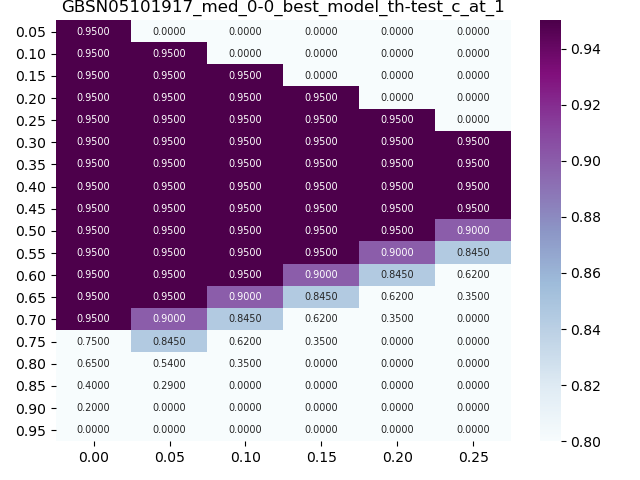 GBSN05101917_med_0-0_best_model_th-test_c_at_1
0.05 0.9500 0.0000 0.0000 0.0000 0.0000 0.0000
0.10 0.9500 0.9500 0.0000 0.0000 0.0000 0.0000
0.15 0.9500 0.9500 0.9500 0.0000 0.0000 0.0000
0.20 0.9500 0.9500 0.9500 0.9500 0.0000 0.0000
0.25 0.9500 0.9500 0.9500 0.9500 0.9500 0.0000
0.30 0.9500 0.9500 0.9500 0.9500 0.9500 0.9500
0.35 0.9500 0.9500 0.9500 0.9500 0.9500 0.9500
0.40 0.9500 0.9500 0.9500 0.9500 0.9500 0.9500
0.45 0.9500 0.9500 0.9500 0.9500 0.9500 0.9500
0.50 0.9500 0.9500 0.9500 0.9500 0.9500 0.9000
0.55 0.9500 0.9500 0.9500 0.9500 0.9000 0.8450
0.60 0.9500 0.9500 0.9500 0.9000 0.8450 0.6200
0.65 0.9500 0.9500 0.9000 0.8450 0.6200 0.3500
0.70 0.9500 0.9000 0.8450 0.6200 0.3500 0.0000
0.75 0.7500 0.8450 0.6200 0.3500 0.0000 0.0000
0.80 0.6500 0.5400 0.3500 0.0000 0.0000 0.0000
0.85 0.4000 0.2900 0.0000 0.0000 0.0000 0.0000
0.90 0.2000 0.0000 0.0000 0.0000 0.0000 0.0000
0.95 0.0000 0.0000 0.0000 0.0000 0.0000 0.0000
0.00 0.05 0.10 0.15 0.20 0.25
0.94
0.92
0.90
0.88
0.86
0.84
0.82
0.80